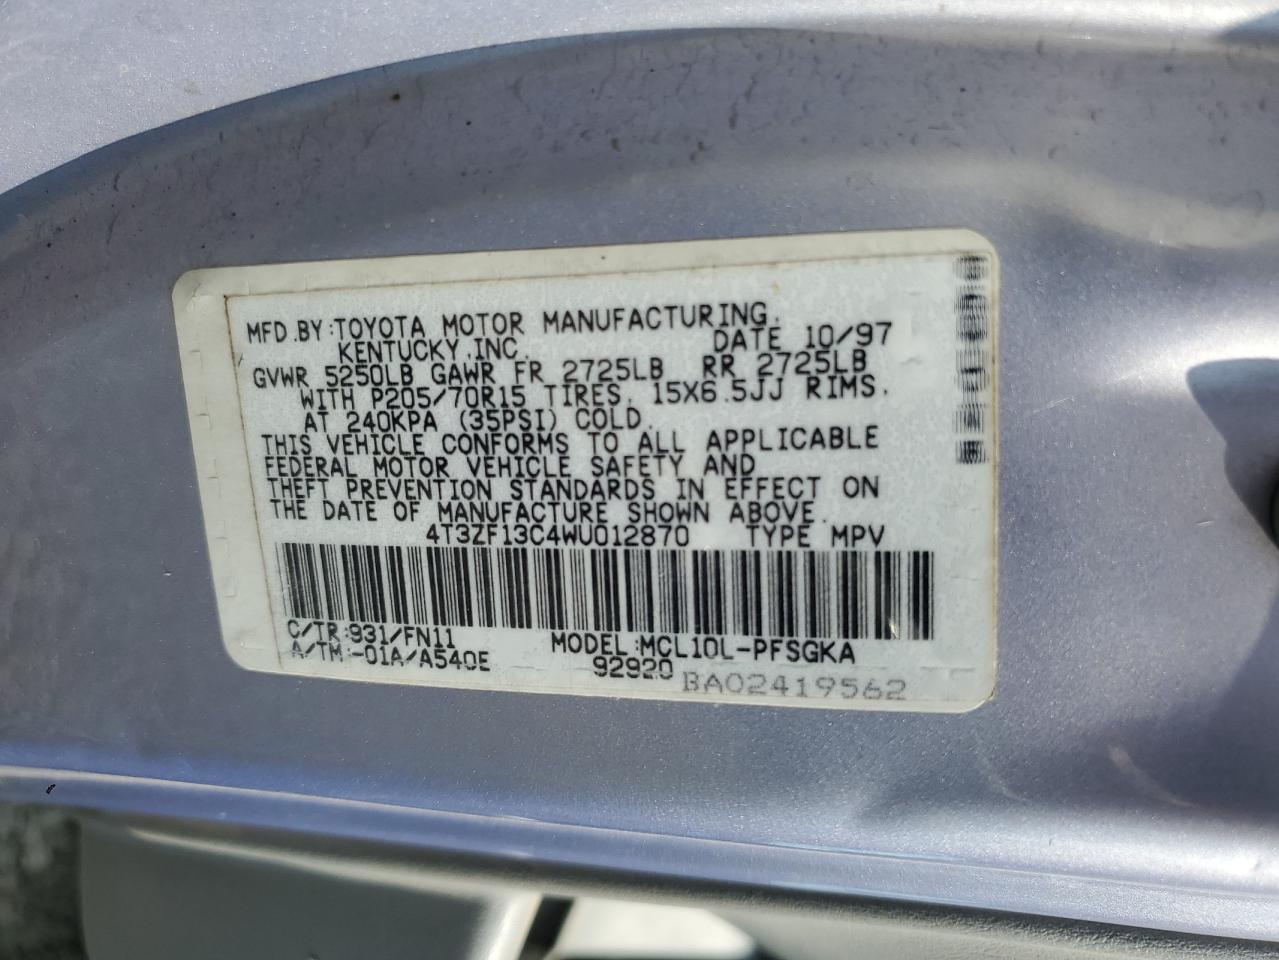 MFD.BY:TOYOTA MOTOR MANUFACTURING.
KENTUCKY,INC. DATE 10/97
GVWR 5250LB GAWR FR 2725LB RR 2725LB
WITH P205/70R15 TIRES, 15X6.5JJ RIMS,
AT 240KPA (35PSI) COLD.
THIS VEHICLE CONFORMS TO ALL APPLICABLE
FEDERAL MOTOR VEHICLE SAFETY AND
THEFT PREVENTION STANDARDS IN EFFECT ON
THE DATE OF MANUFACTURE SHOWN ABOVE.
4T3ZF13C4WU012870 TYPE MPV
C/TR:931/FN11 MODEL:MCL10L-PFSGKA
A/TM:-01A/A540E 92920 BA02419562